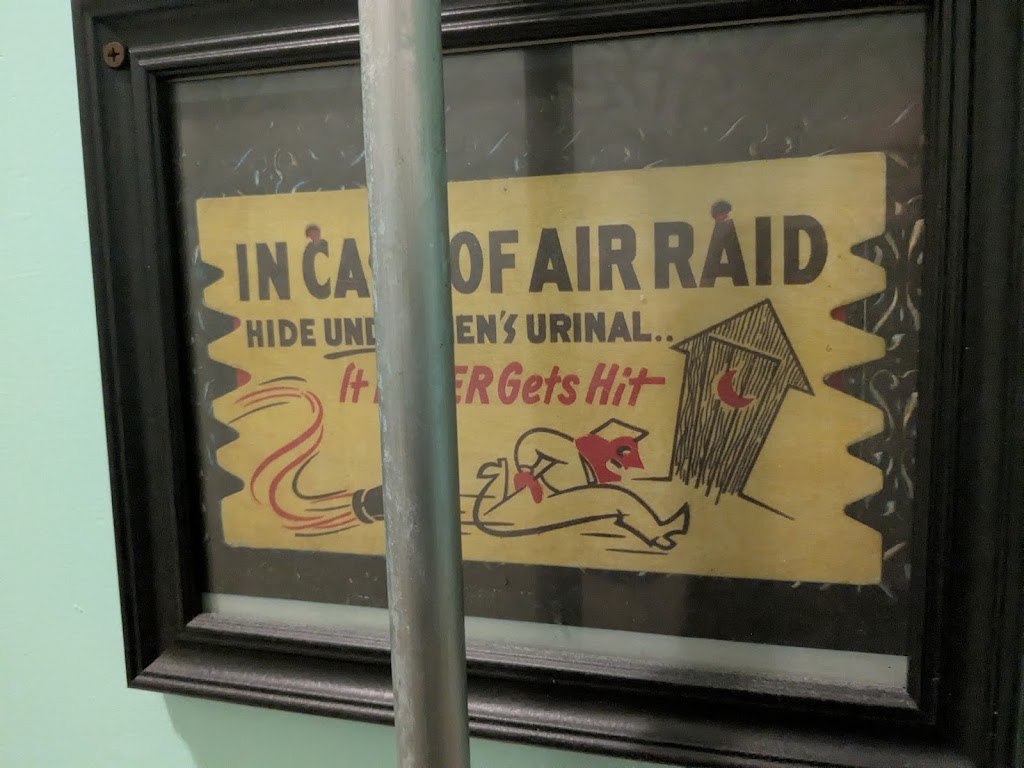 IN CA OF AIR RAID
HIDE UND EN'S URINAL..
It ER Gets Hit